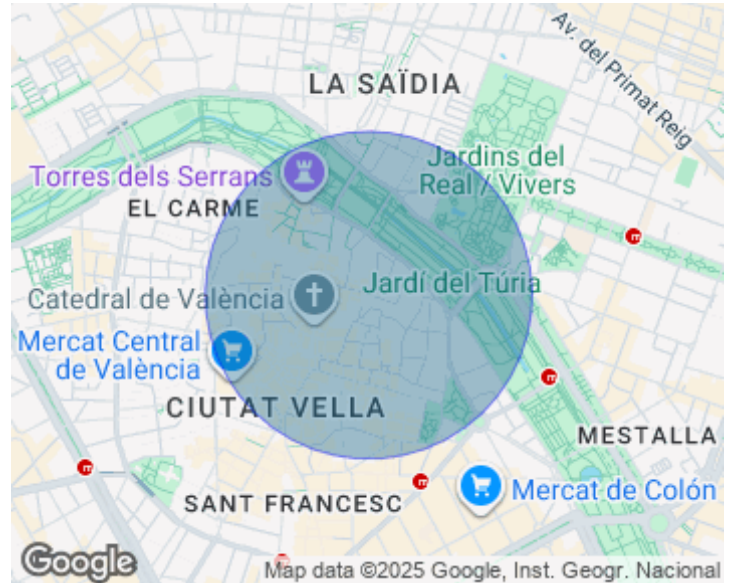 Av. del Primat Reig
LA SAÏDIA
Jardins del
Real / Vivers
Torres dels Serrans
EL CARME
Jardí del Túria
Catedral de València
Mercat Central
de València
CIUTAT VELLA
MESTALLA
SANT FRANCESC
Mercat de Colón
Google
Map data ©2025 Google, Inst. Geogr. Nacional